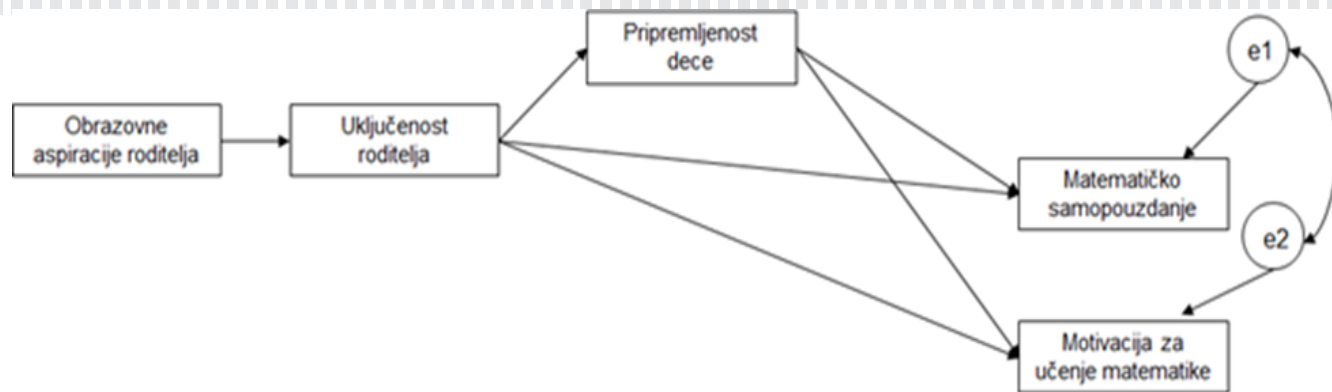 Pripremljenost
dece
e1
Obrazovne
aspiracije roditelja
Uključenost
roditelja
Matematičko
samopouzdanje
e2
Motivacija za
učenje matematike